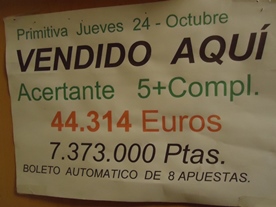 Primitiva Jueves 24 - Octubre
VENDIDO AQUÍ
Acertante 5+Compl.
44.314 Euros
7.373.000 Ptas.
BOLETO AUTOMATICO DE 8 APUESTAS.